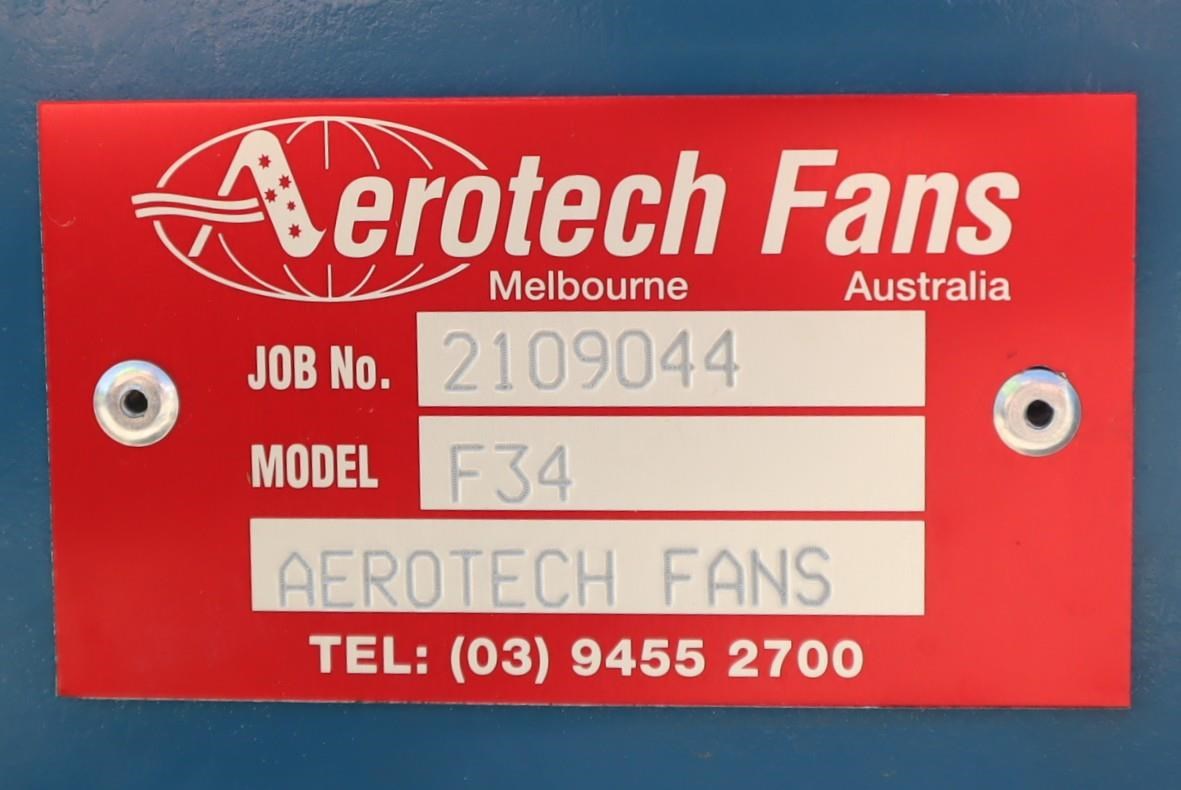 Aerotech Fans
Melbourne Australia
JOB No. 2109044
MODEL F34
AEROTECH FANS
TEL: (03) 9455 2700